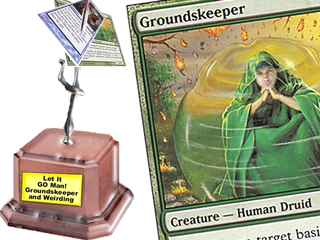 Groundskeeper
Let It
GO Man!
Groundskeeper
and Weirding
Creature — Human Druid
target basi